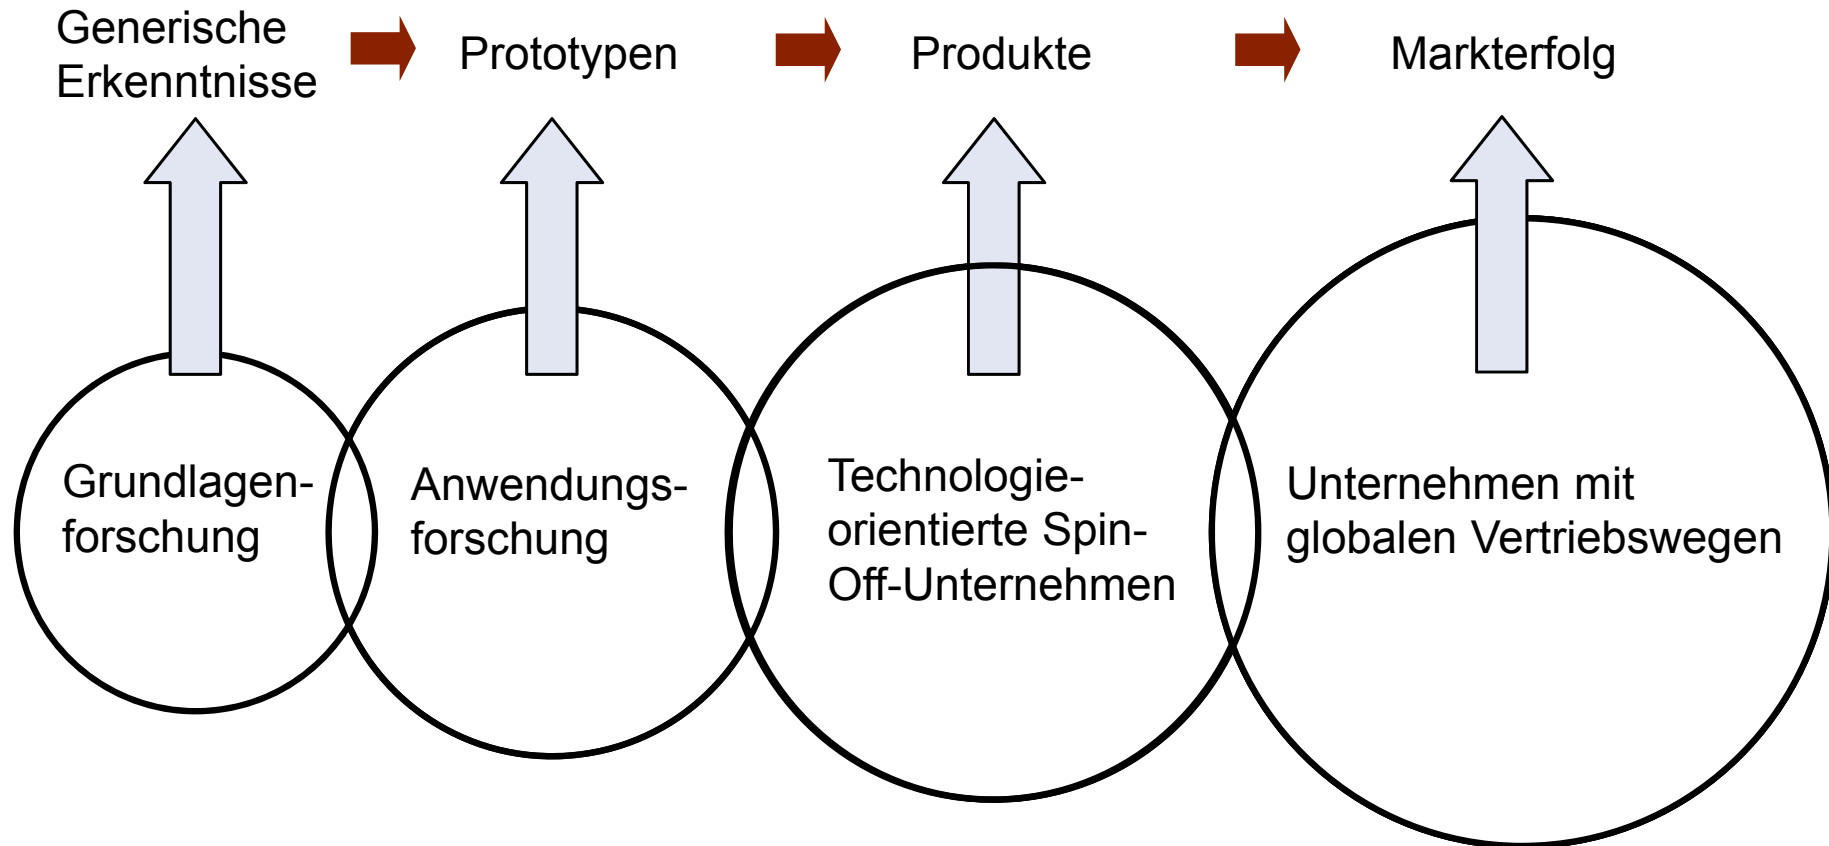 Generische
Erkenntnisse
Prototypen
Produkte
Markterfolg
Grundlagen-
forschung
Anwendungs-
forschung
Technologie-
orientierte Spin-
Off-Unternehmen
Unternehmen mit
globalen Vertriebswegen